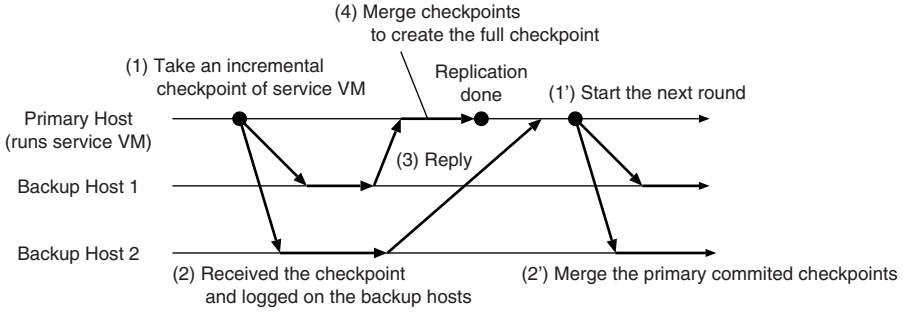 (4) Merge checkpoints
to create the full checkpoint
(1) Take an incremental
checkpoint of service VM
Replication
done
(1') Start the next round
Primary Host
(runs service VM)
(3) Reply
Backup Host 1
Backup Host 2
(2) Received the checkpoint
and logged on the backup hosts
(2') Merge the primary commited checkpoints